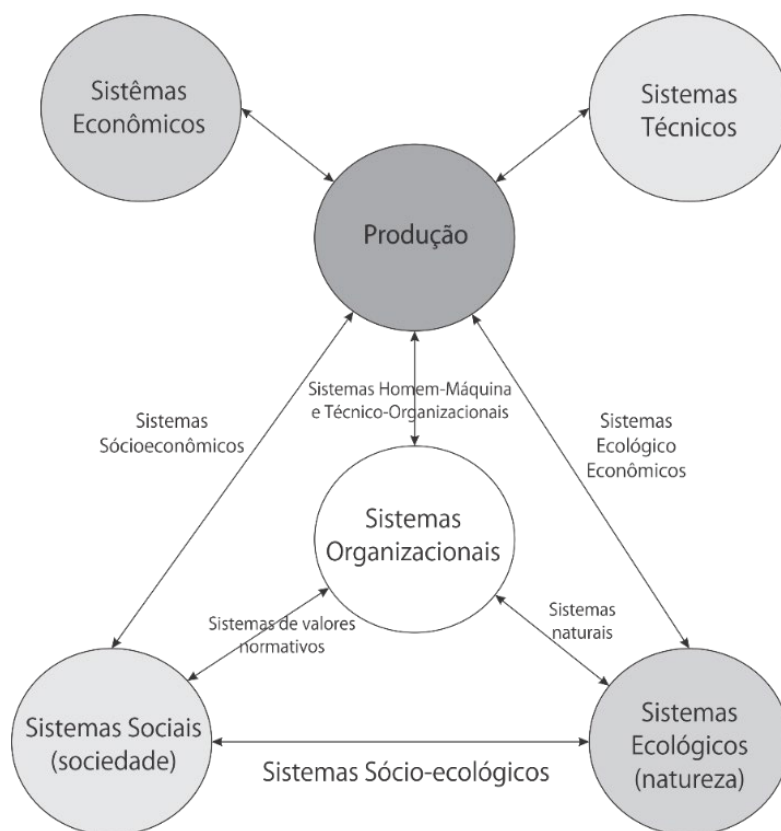 Sistêmas
Econômicos
Sistemas
Técnicos
Produção
Sistemas Homem-Máquina
e Técnico-Organizacionais
Sistemas
Sócioeconômicos
Sistemas
Ecológico
Econômicos
Sistemas
Organizacionais
Sistemas de valores
normativos
Sistemas
naturais
Sistemas Sociais
(sociedade)
Sistemas
Ecológicos
(natureza)
Sistemas Sócio-ecológicos